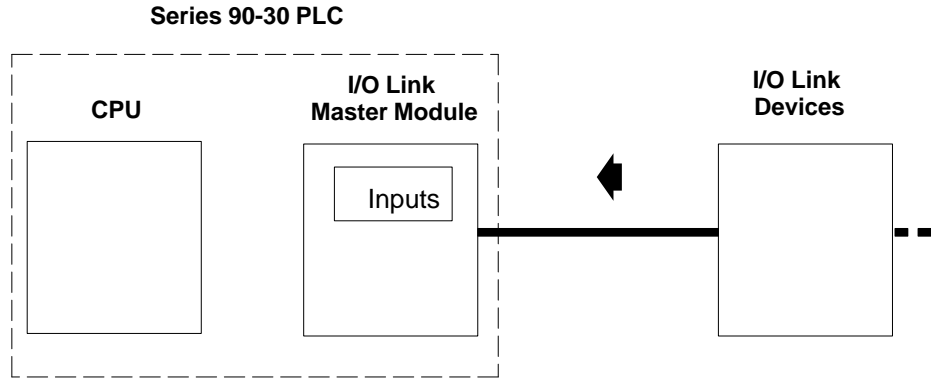 Series 90-30 PLC
CPU
I/O Link
Master Module
I/O Link
Devices
Inputs